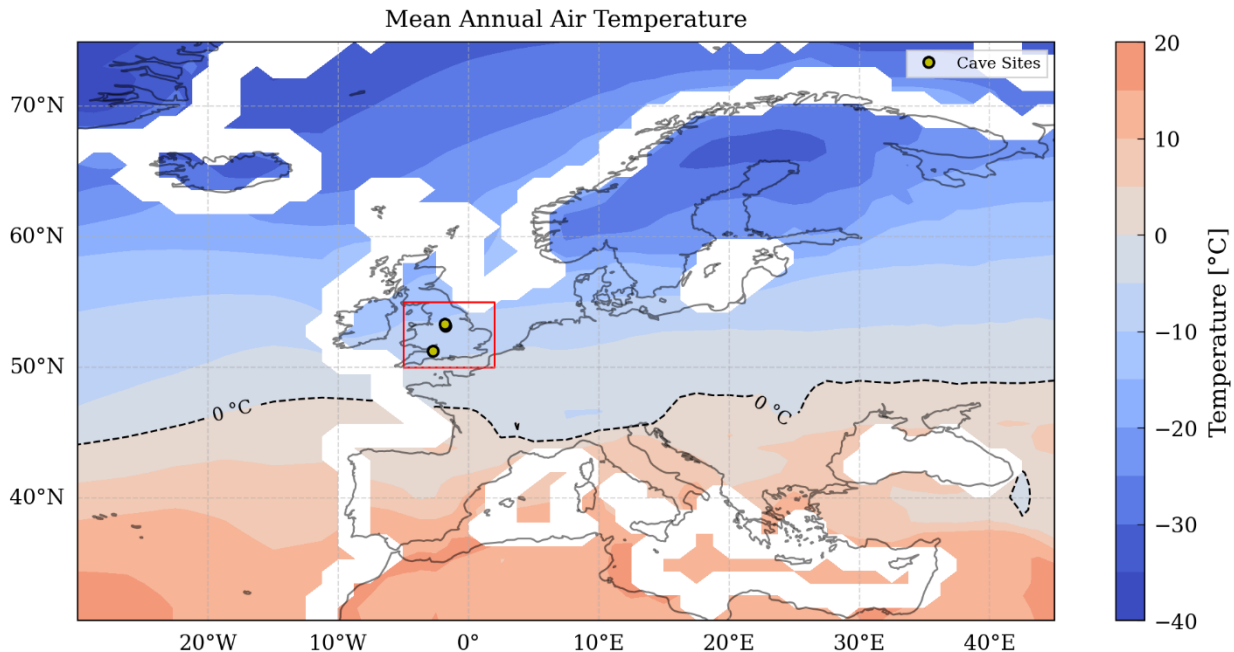 Mean Annual Air Temperature
Cave Sites
70°N
60°N
50°N
40°N
0 °C
0 °C
20°W
10°W
0°
10°E
20°E
30°E
40°E
20
10
0
−10
−20
−30
−40
Temperature [°C]